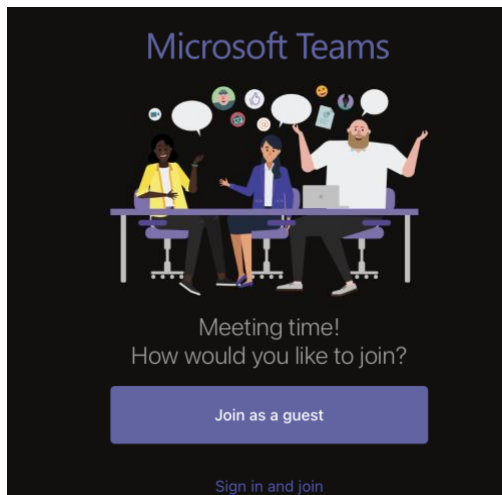 Microsoft Teams
Meeting time!
How would you like to join?
Join as a guest
Sign in and join